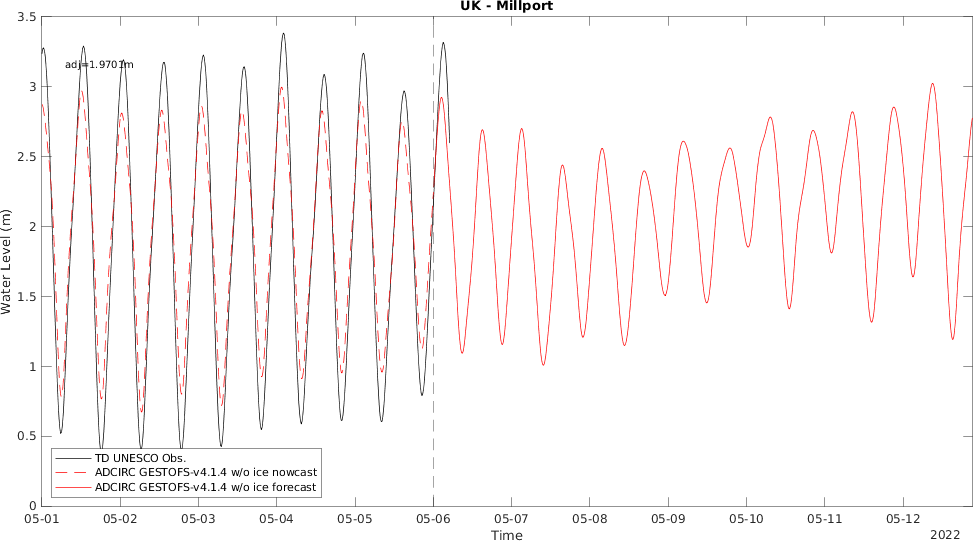 UK - Millport
3.5
3
2.5
2
1.5
1
0.5
0
Water Level (m)
adj=1.9701m
TD UNESCO Obs.
ADCIRC GESTOFS-v4.1.4 w/o ice nowcast
ADCIRC GESTOFS-v4.1.4 w/o ice forecast
05-01 05-02 05-03 05-04 05-05 05-06 05-07 05-08 05-09 05-10 05-11 05-12
Time
2022